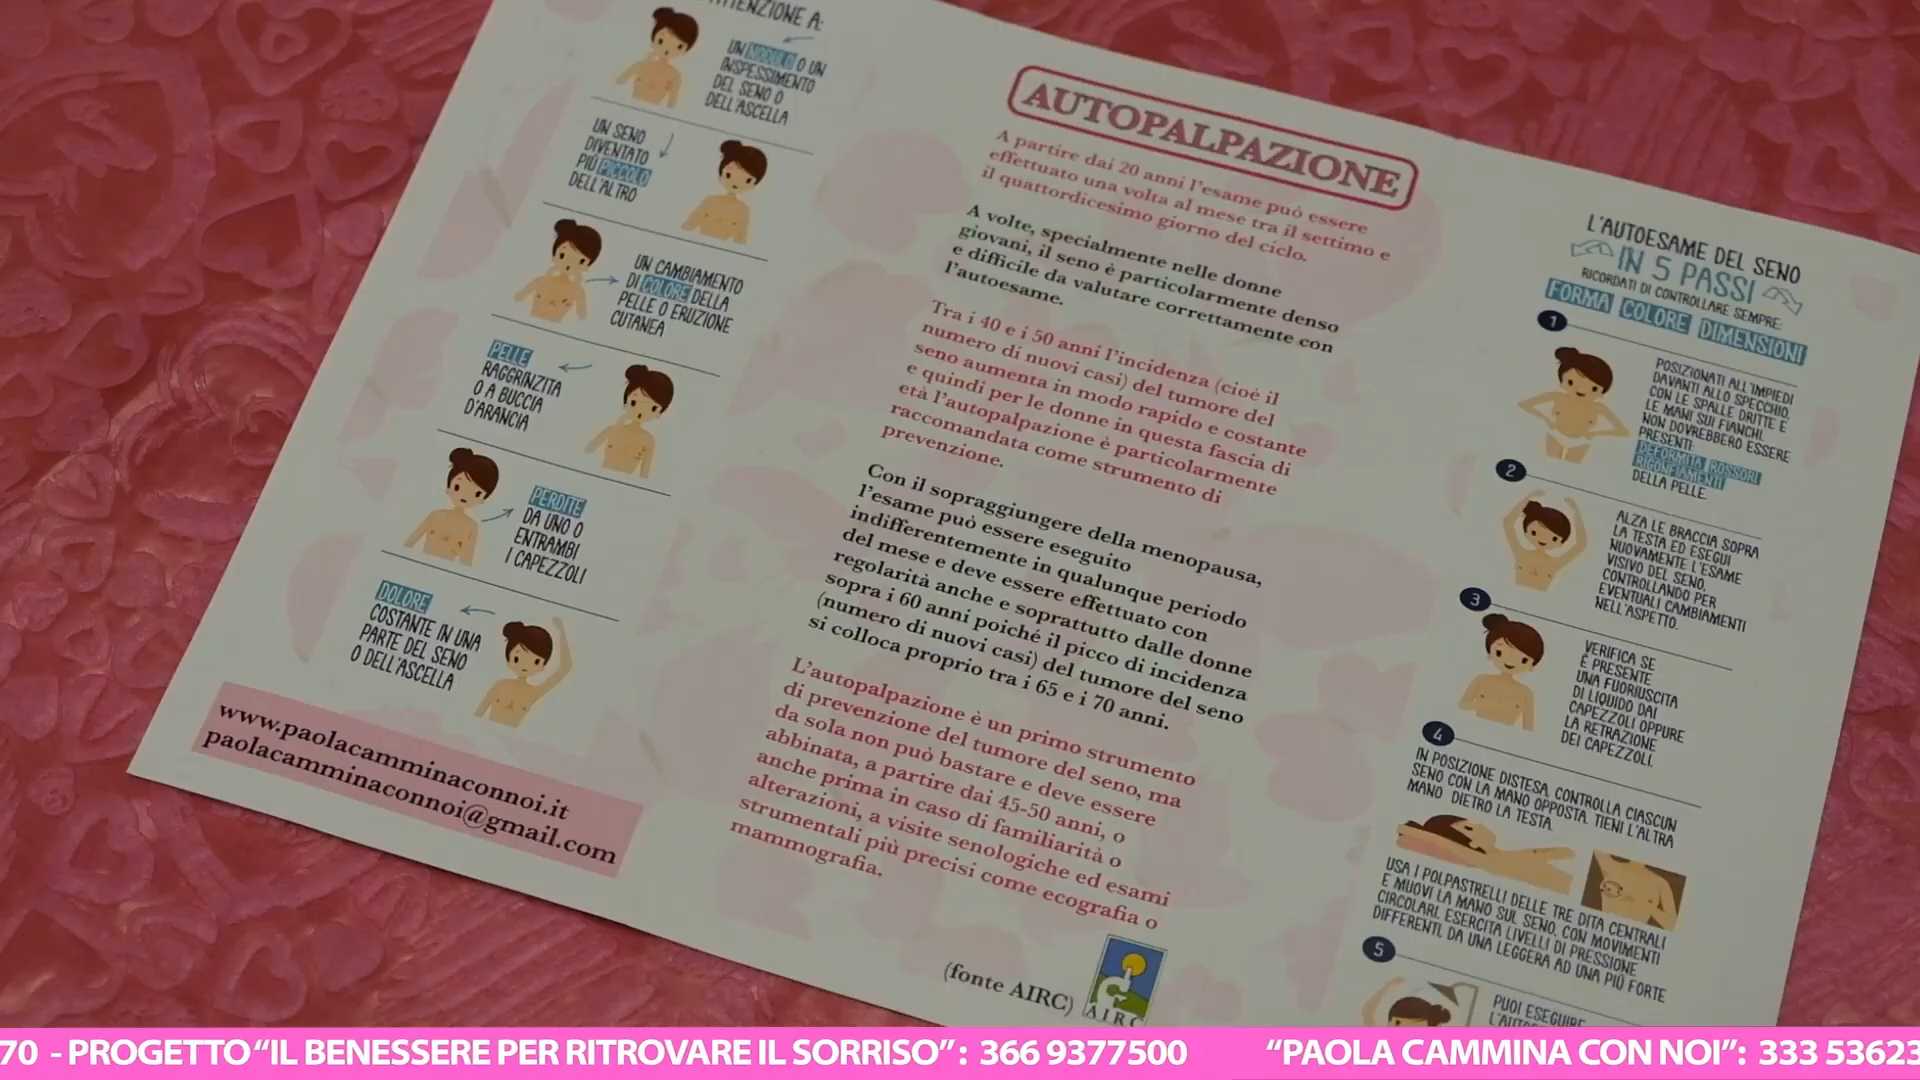 ATTENZIONE A:
UN NODULO O UN
INSPESSIMENTO
DEL SENO O
DELL'ASCELLA
UN SENO
DIVENTATO
PIÙ PICCOLO
DELL'ALTRO
UN CAMBIAMENTO
DI COLORE DELLA
PELLE O ERUZIONE
CUTANEA
PELLE
RAGGRINZITA
O A BUCCIA
D'ARANCIA
PERDITE
DA UNO O
ENTRAMBI
I CAPEZZOLI
DOLORE
COSTANTE IN UNA
PARTE DEL SENO
O DELL'ASCELLA
www.paolacamminaconnoi.it
paolacamminaconnoi@gmail.com
AUTOPALPAZIONE
A partire dai 20 anni l'esame può essere
effettuato una volta al mese tra il settimo e
il quattordicesimo giorno del ciclo.
A volte, specialmente nelle donne
giovani, il seno è particolarmente denso
e difficile da valutare correttamente con
l'autoesame.
Tra i 40 e i 50 anni l'incidenza (cioè il
numero di nuovi casi) del tumore del
seno aumenta in modo rapido e costante
e quindi per le donne in questa fascia di
età l'autopalpazione è particolarmente
raccomandata come strumento di
prevenzione.
Con il sopraggiungere della menopausa,
l'esame può essere eseguito
indifferentemente in qualunque periodo
del mese e deve essere effettuato con
regolarità anche e soprattutto dalle donne
sopra i 60 anni poiché il picco di incidenza
(numero di nuovi casi) del tumore del seno
si colloca proprio tra i 65 e i 70 anni.
L'autopalpazione è un primo strumento
di prevenzione del tumore del seno, ma
da sola non può bastare e deve essere
abbinata, a partire dai 45-50 anni, o
anche prima in caso di familiarità o
alterazioni, a visite senologiche ed esami
strumentali più precisi come ecografia o
mammografia.
(fonte AIRC)
AIRC
L'AUTOESAME DEL SENO
IN 5 PASSI
RICORDATI DI CONTROLLARE SEMPRE:
FORMA COLORE DIMENSIONI
1
POSIZIONATI ALL'IMPIEDI
DAVANTI ALLO SPECCHIO,
CON LE SPALLE DRITTE E
LE MANI SUI FIANCHI.
NON DOVREBBERO ESSERE
PRESENTI
DEFORMITÀ ROSSORI
RIGONFIAMENTI
DELLA PELLE.
2
ALZA LE BRACCIA SOPRA
LA TESTA ED ESEGUI
NUOVAMENTE L'ESAME
VISIVO DEL SENO,
CONTROLLANDO PER
EVENTUALI CAMBIAMENTI
NELL'ASPETTO.
3
VERIFICA SE
È PRESENTE
UNA FUORIUSCITA
DI LIQUIDO DAI
CAPEZZOLI OPPURE
LA RETRAZIONE
DEI CAPEZZOLI.
4
IN POSIZIONE DISTESA, CONTROLLA CIASCUN
SENO CON LA MANO OPPOSTA. TIENI L'ALTRA
MANO DIETRO LA TESTA.
USA I POLPASTRELLI DELLE TRE DITA CENTRALI
E MUOVI LA MANO SUL SENO, CON MOVIMENTI
CIRCOLARI. ESERCITA LIVELLI DI PRESSIONE
DIFFERENTI, DA UNA LEGGERA AD UNA PIÙ FORTE
5
PUOI ESEGUIRE
70 - PROGETTO "IL BENESSERE PER RITROVARE IL SORRISO": 366 9377500 "PAOLA CAMMINA CON NOI": 333 53623